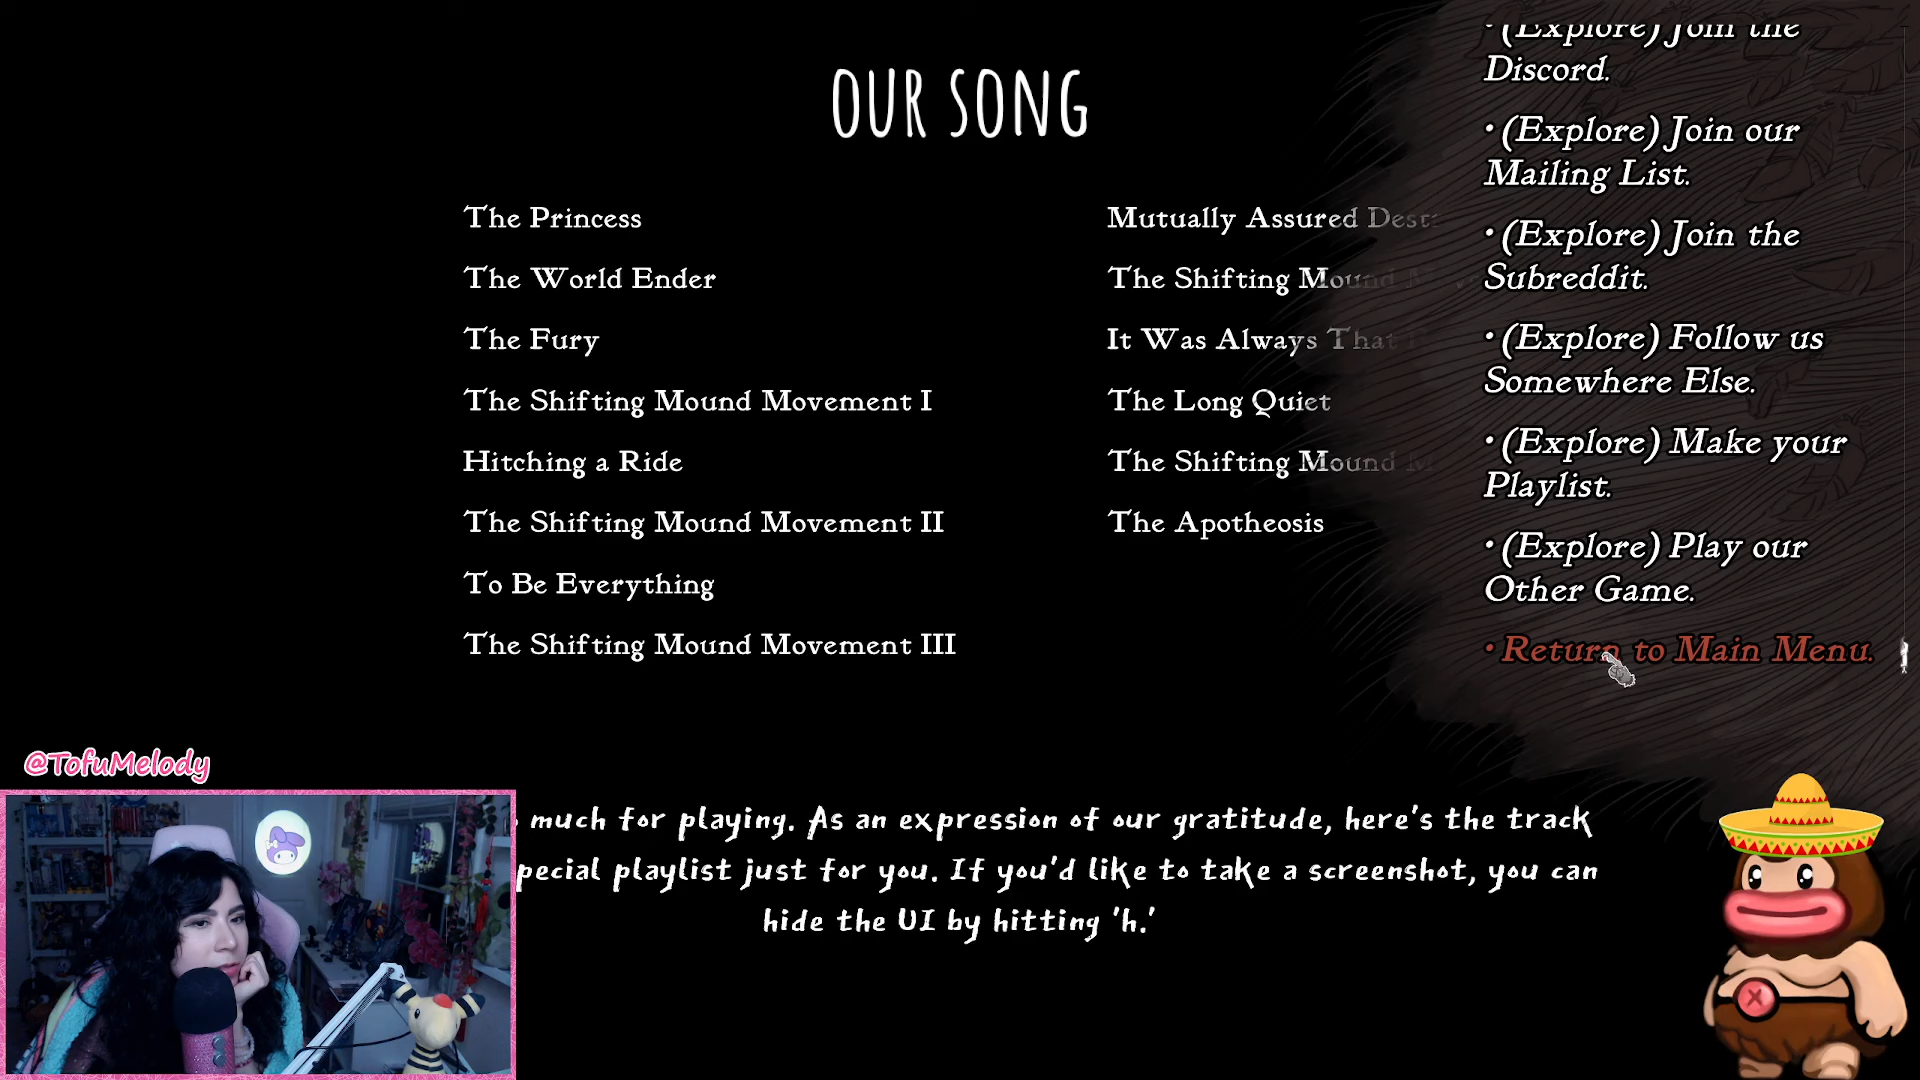 OUR SONG
The Princess
The World Ender
The Fury
The Shifting Mound Movement I
Hitching a Ride
The Shifting Mound Movement II
To Be Everything
The Shifting Mound Movement III
Mutually Assured
The Shifting Mound
It Was Always That
The Long Quiet
The Shifting Mound
The Apotheosis
• (Explore) Join the
Discord.
• (Explore) Join our
Mailing List.
• (Explore) Join the
Subreddit.
• (Explore) Follow us
Somewhere Else.
• (Explore) Make your
Playlist.
• (Explore) Play our
Other Game.
• Return to Main Menu.
@TofuMelody
much for playing. As an expression of our gratitude, here's the track
pecial playlist just for you. If you'd like to take a screenshot, you can
hide the UI by hitting 'h.'